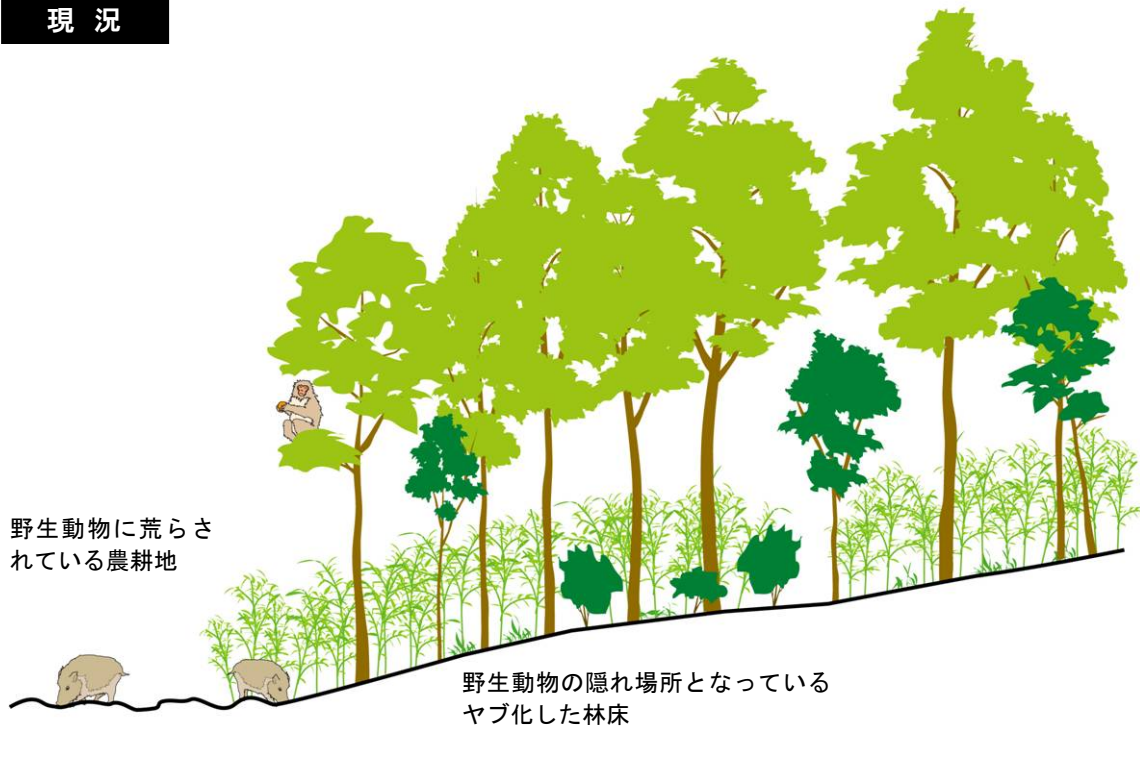 現 況
野生動物に荒らさ
れている農耕地
野生動物の隠れ場所となっている
ヤブ化した林床